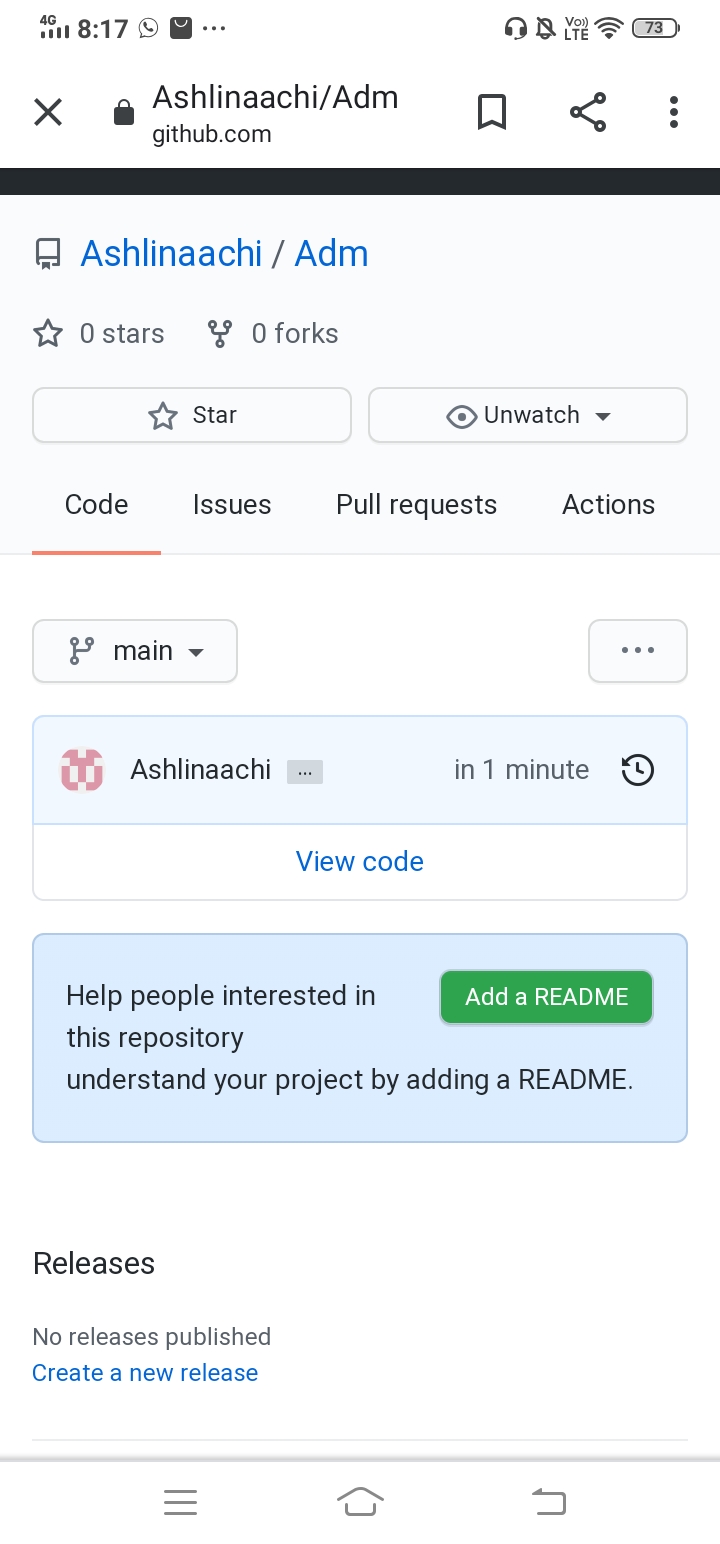 4G 8:17 ... Vo)) LTE 73
Ashlinaachi/Adm
github.com
Ashlinaachi / Adm
0 stars 0 forks
Star Unwatch
Code Issues Pull requests Actions
main ...
Ashlinaachi ... in 1 minute
View code
Help people interested in Add a README
this repository
understand your project by adding a README.
Releases
No releases published
Create a new release